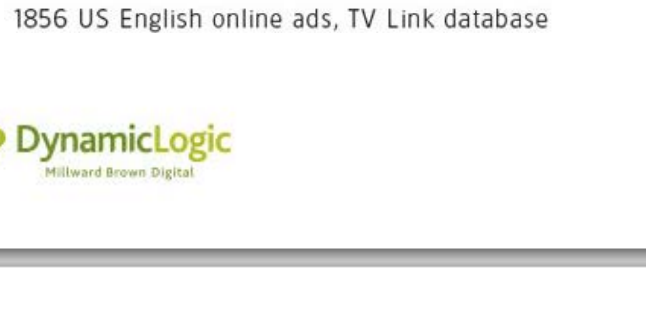 1856 US English online ads, TV Link database
DynamicLogic
Millward Brown Digital